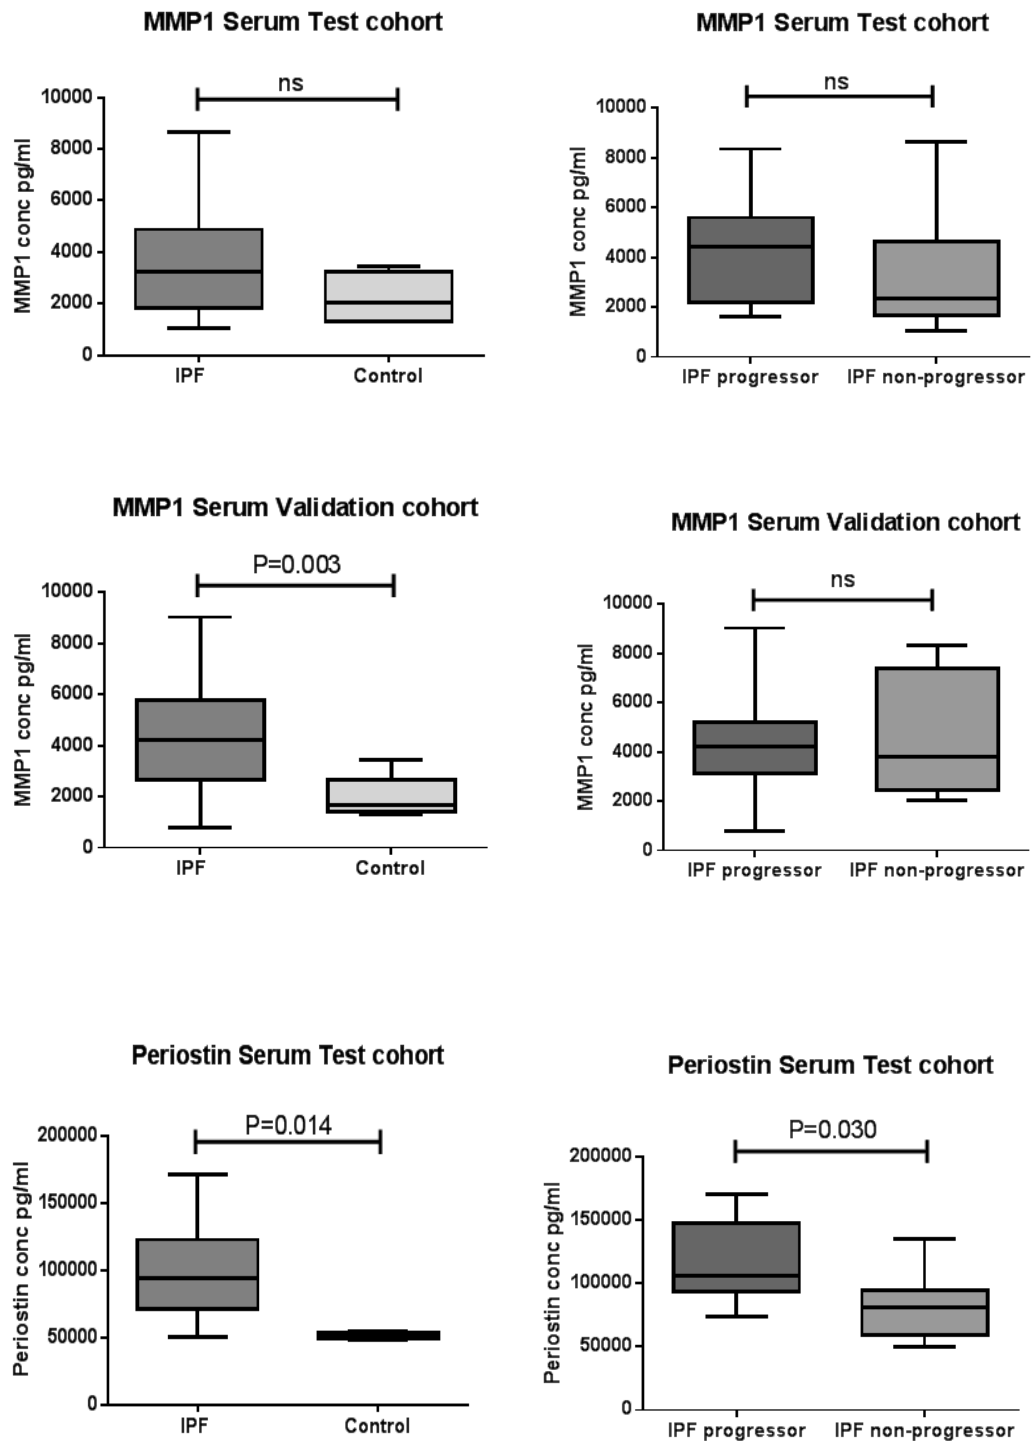 MMP1 Serum Test cohort
ns
10000
8000
6000
4000
2000
0
MMP1 conc pg/ml
IPF
Control
MMP1 Serum Test cohort
ns
10000
8000
6000
4000
2000
0
MMP1 conc pg/ml
IPF progressor
IPF non-progressor
MMP1 Serum Validation cohort
P=0.003
10000
8000
6000
4000
2000
0
MMP1 conc pg/ml
IPF
Control
MMP1 Serum Validation cohort
ns
10000
8000
6000
4000
2000
0
MMP1 conc pg/ml
IPF progressor
IPF non-progressor
Periostin Serum Test cohort
P=0.014
200000
150000
100000
50000
0
Periostin conc pg/ml
IPF
Control
Periostin Serum Test cohort
P=0.030
200000
150000
100000
50000
0
Periostin conc pg/ml
IPF progressor
IPF non-progressor